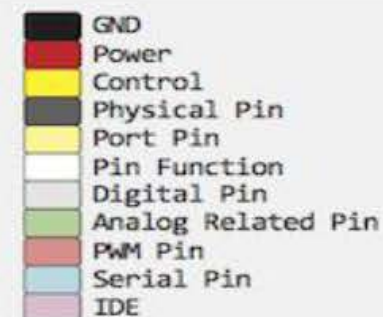 GND
Power
Control
Physical Pin
Port Pin
Pin Function
Digital Pin
Analog Related Pin
PWM Pin
Serial Pin
IDE